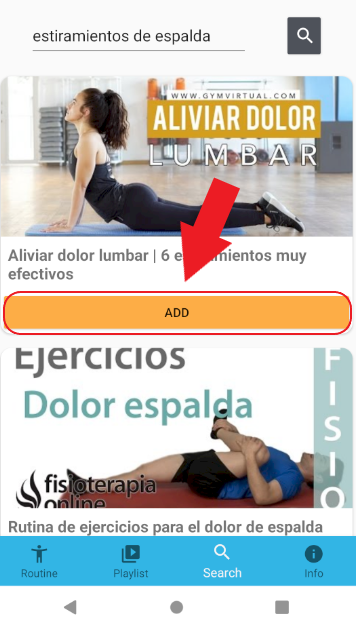 estiramientos de espalda
WWW.GYMVIRTUAL.COM
ALIVIAR DOLOR
LUMBAR
Aliviar dolor lumbar | 6 e mientos muy
efectivos
ADD
Ejercicios
Dolor espalda
FISIO
fisioterapia
online
Rutina de ejercicios para el dolor de espalda
Routine
Playlist
Search
Info